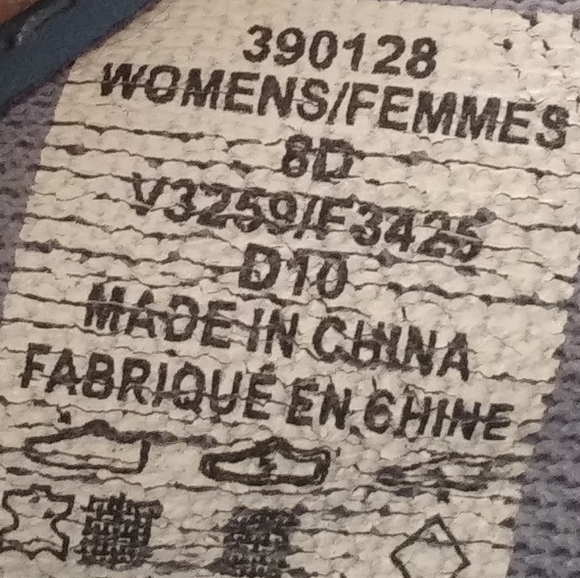 390128
WOMENS/FEMMES
8D
V3259/F3425
D10
MADE IN CHINA
FABRIQUÉ EN CHINE